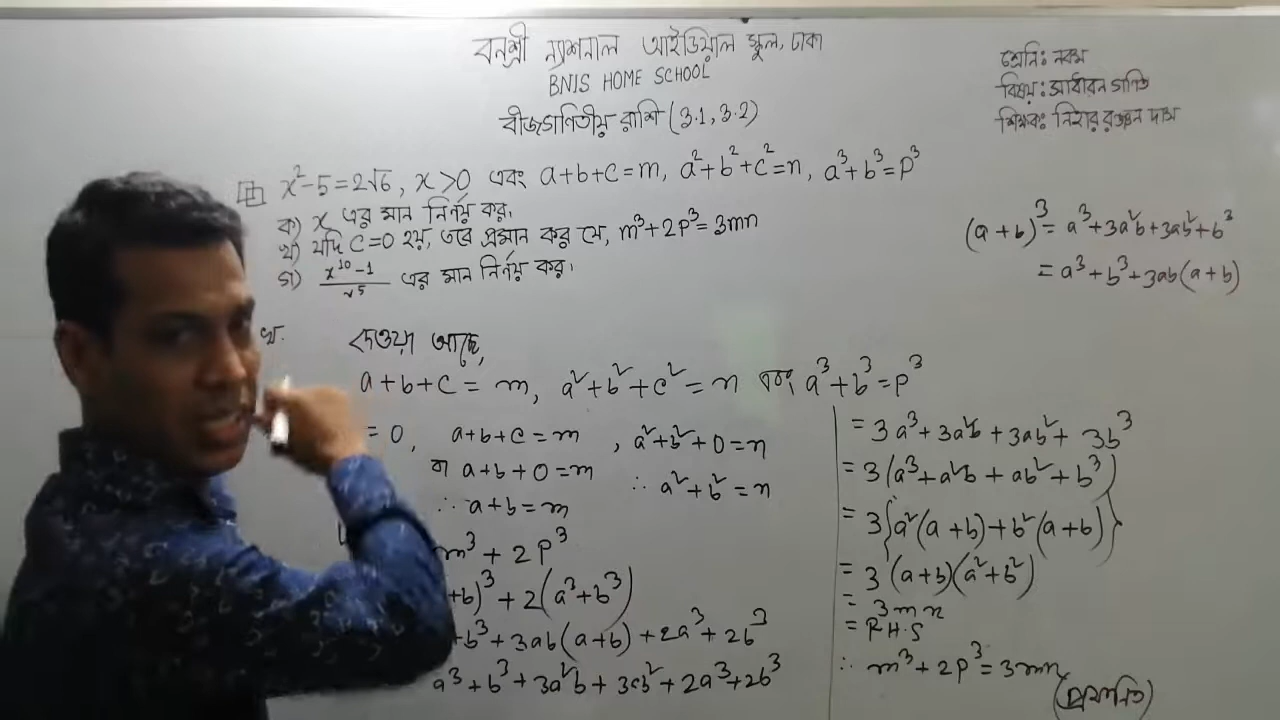 বনশ্রী ন্যাশনাল আইডিয়াল স্কুল, ঢাকা
BNIS HOME SCHOOL
বীজগণিতীয় রাশি (3.1, 3.2)
শ্রেনি: নবম
বিষয়: সাধারন গণিত
শিক্ষক: নিহার রঞ্জন দাস
x²-5=2√6, x>0 এবং a+b+c=m, a²+b²+c²=n, a³+b³=p³
ক) x এর মান নির্ণয় কর।
খ) যদি c=0 হয়, তবে প্রমান কর যে, m³+2p³=3mn
গ) (x¹⁰-1)/x⁵ এর মান নির্ণয় কর।
(a+b)³= a³+3a²b+3ab²+b³
= a³+b³+3ab(a+b)
খ. দেওয়া আছে,
a+b+c = m, a²+b²+c²=n এবং a³+b³=p³
=0, a+b+c=m, a²+b²+0=n
বা a+b+0=m
∴ a²+b²=n
∴ a+b=m
m³+2p³
+b)³+2(a³+b³)
+b³+3ab(a+b)+2a³+2b³
a³+b³+3a²b+3ab²+2a³+2b³
= 3a³+3a²b+3ab²+3b³
= 3(a³+a²b+ab²+b³)
= 3{a²(a+b)+b²(a+b)}
= 3(a+b)(a²+b²)
= 3mn
= R.H.S
∴ m³+2p³=3mn
(প্রমাণিত)